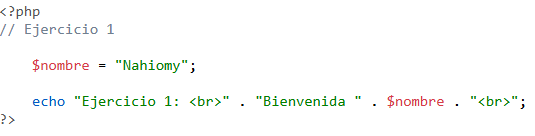 <?php
// Ejercicio 1
$nombre = "Nahiomy";
echo "Ejercicio 1: <br>" . "Bienvenida " . $nombre . "<br>";
?>